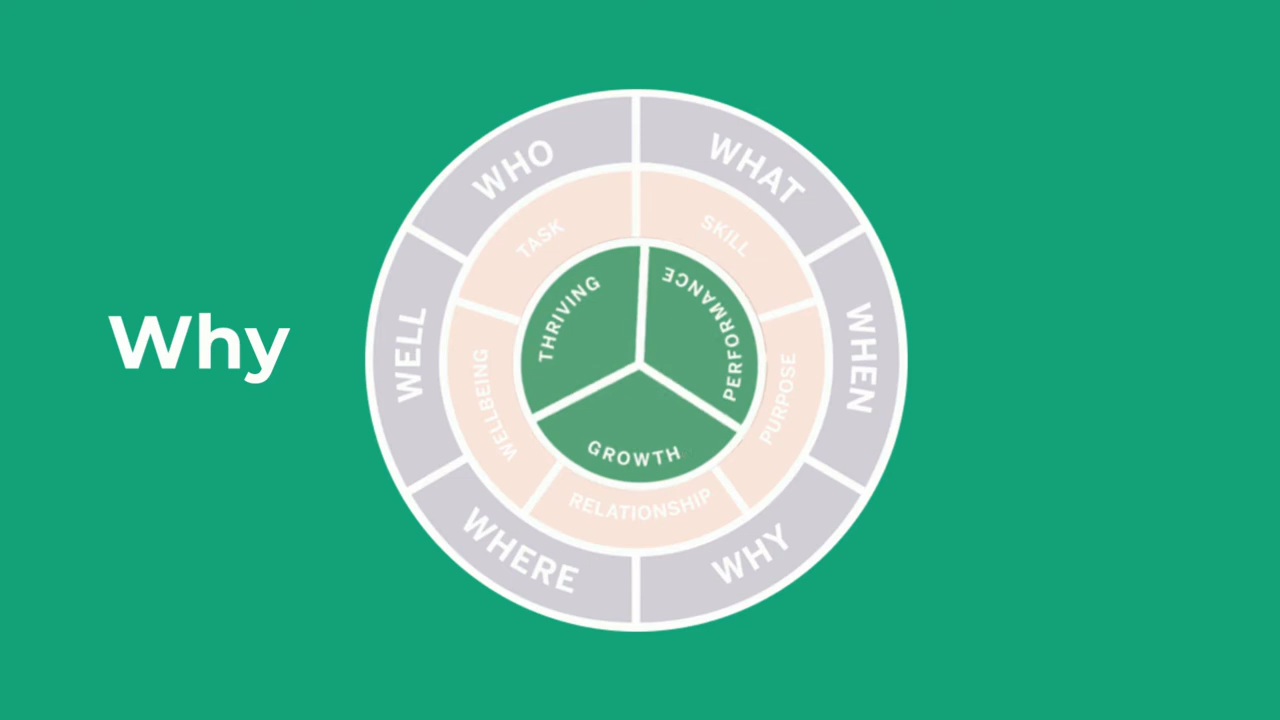 Why
WHO
WHAT
WHEN
WHY
WHERE
WELL
TASK
SKILL
PURPOSE
RELATIONSHIP
WELLBEING
THRIVING
PERFORMANCE
GROWTH